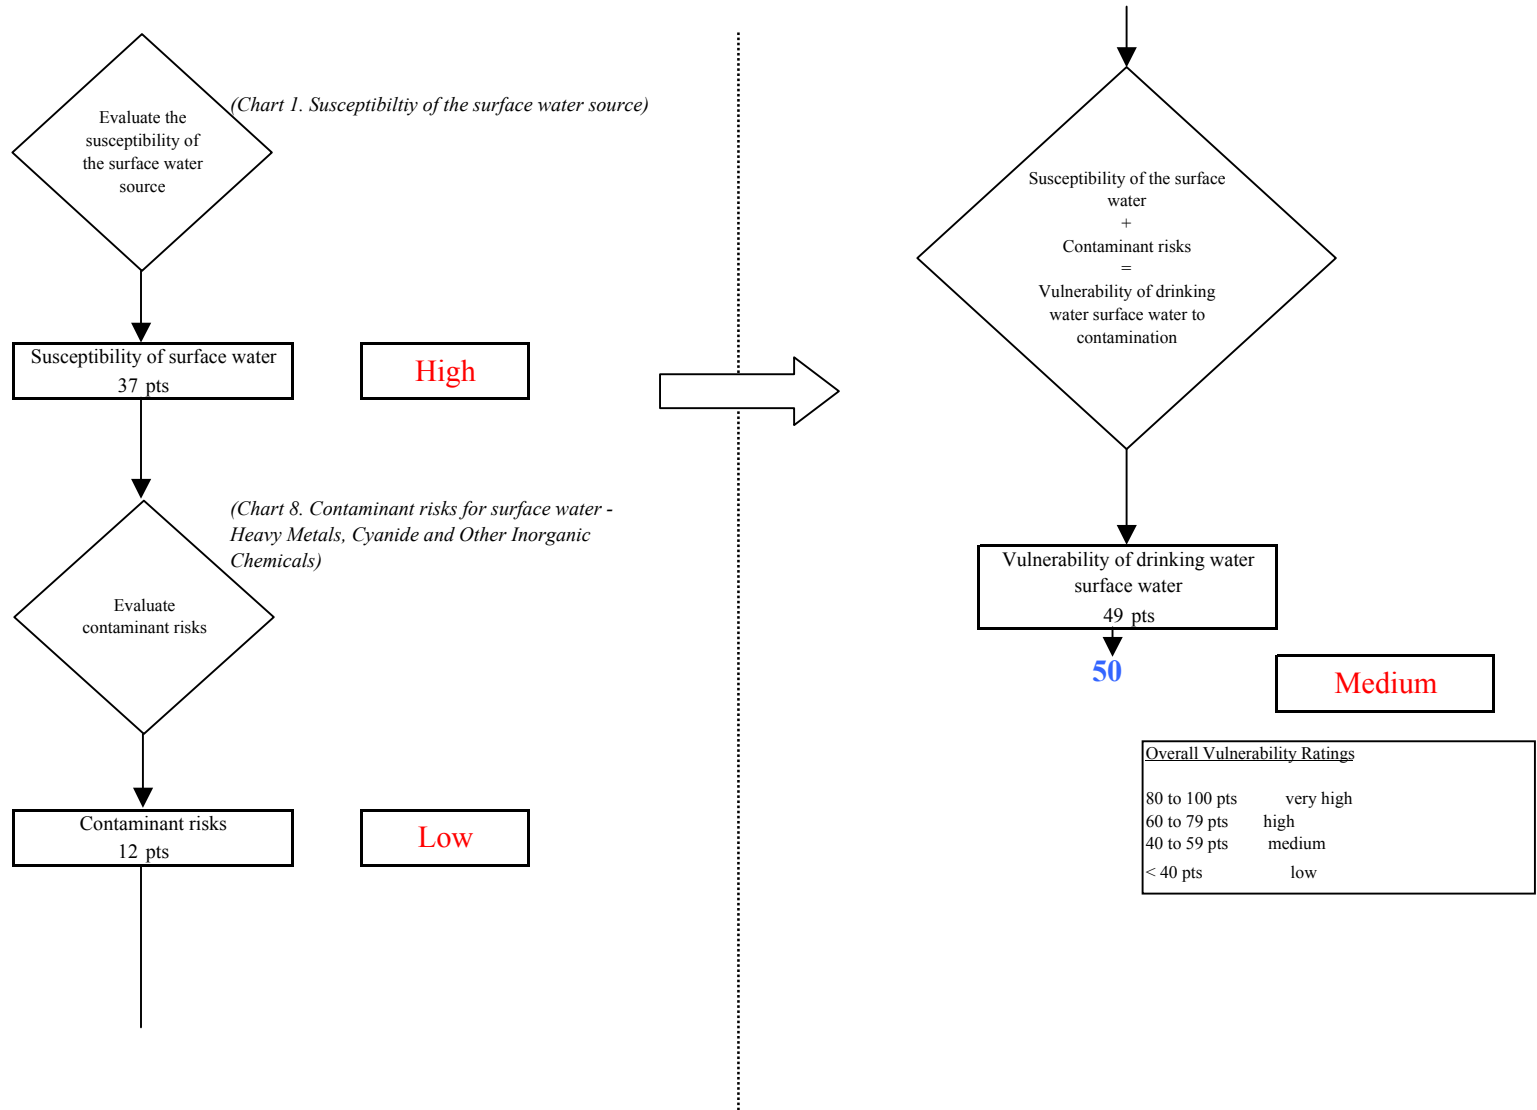 Evaluate the
susceptibility of
the surface water
source
(Chart 1. Susceptibiltiy of the surface water source)
Susceptibility of surface water
37 pts
High
(Chart 8. Contaminant risks for surface water -
Heavy Metals, Cyanide and Other Inorganic
Chemicals)
Evaluate
contaminant risks
Contaminant risks
12 pts
Low
Susceptibility of the surface
water
+
Contaminant risks
=
Vulnerability of drinking
water surface water to
contamination
Vulnerability of drinking water
surface water
49 pts
50
Medium
Overall Vulnerability Ratings
80 to 100 pts very high
60 to 79 pts high
40 to 59 pts medium
< 40 pts low